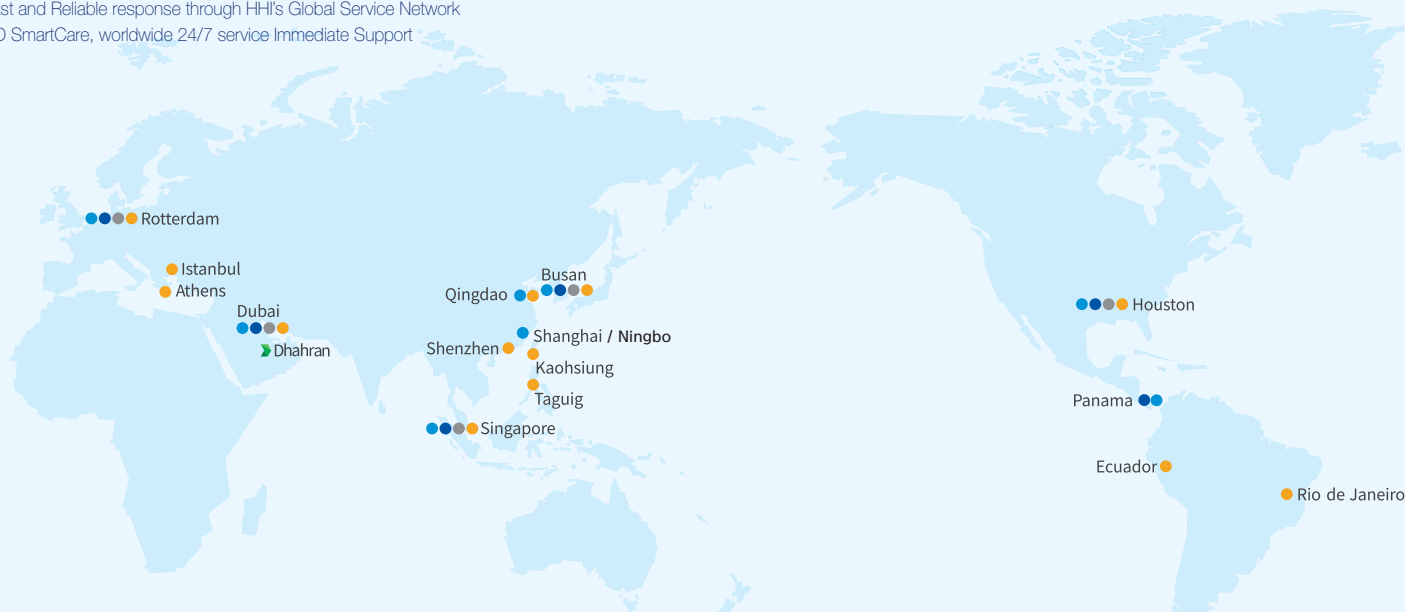 and Reliable response through HHI's Global Service Network
SmartCare, worldwide 24/7 service Immediate Support
Rotterdam
Istanbul
Athens
Dubai
Dhahran
Busan
Qingdao
Shanghai / Ningbo
Shenzhen
Kaohsiung
Taguig
Singapore
Houston
Panama
Ecuador
Rio de Janeiro